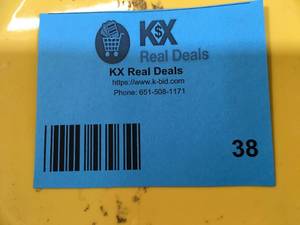 K$X
Real Deals
KX Real Deals
https://www.k-bid.com
Phone: 651-508-1171
38